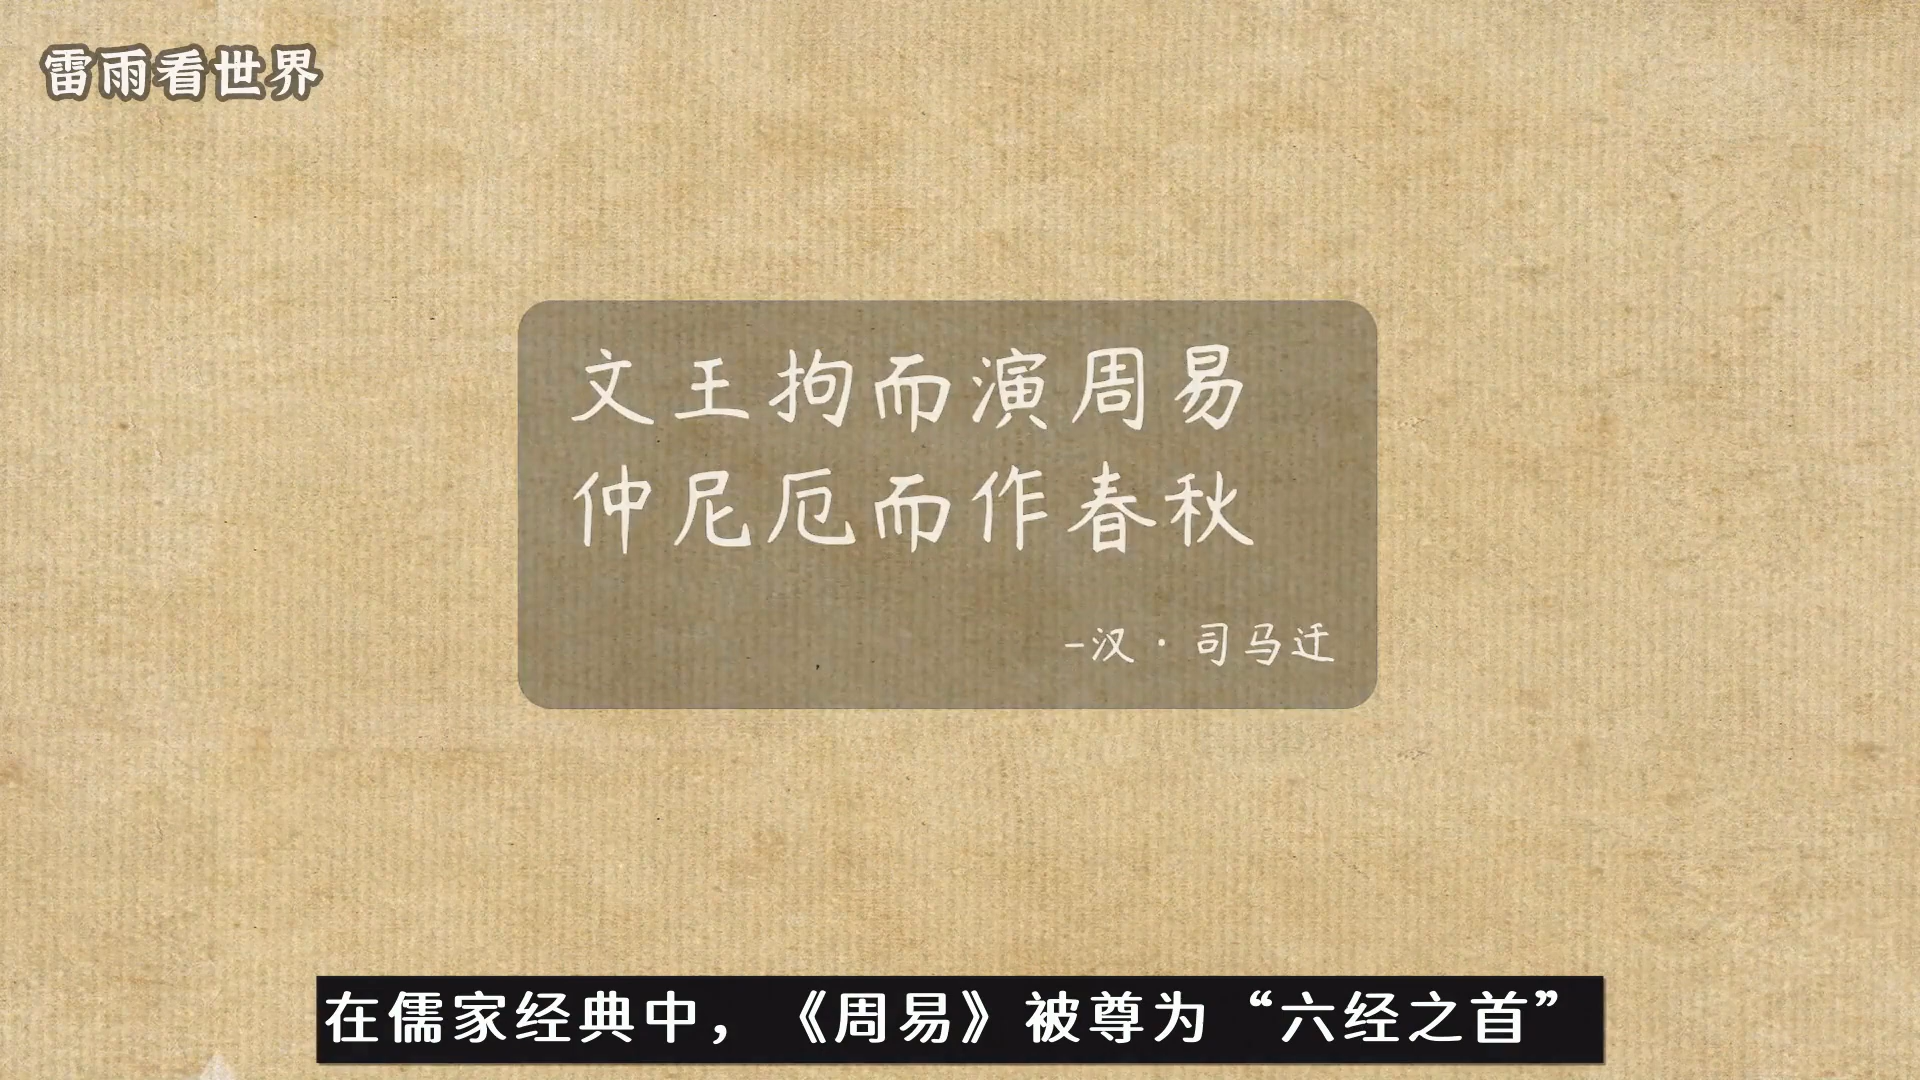 雷雨看世界
文王拘而演周易
仲尼厄而作春秋
-汉·司马迁
在儒家经典中，《周易》被尊为“六经之首”